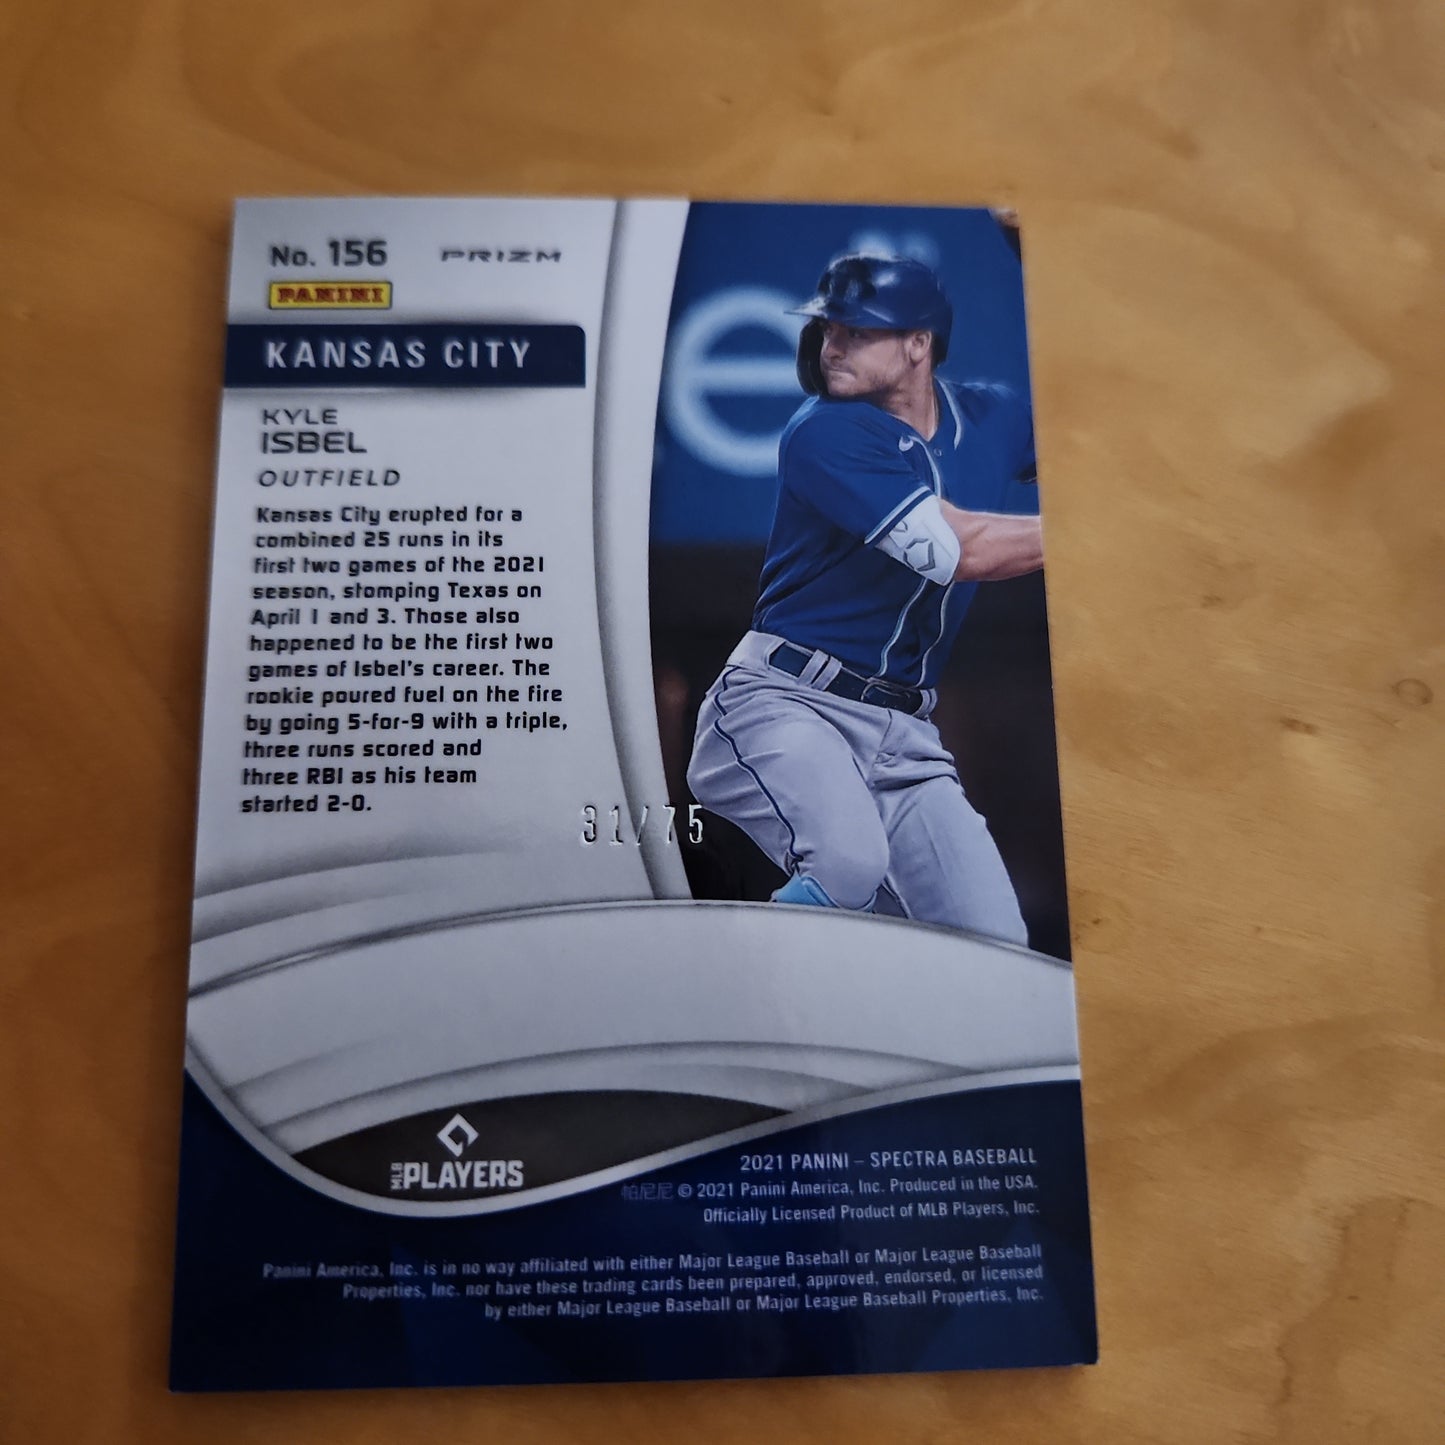 No. 156 PRIZM
PANINI
KANSAS CITY
KYLE
ISBEL
OUTFIELD
Kansas City erupted for a
combined 25 runs in its
first two games of the 2021
season, stomping Texas on
April 1 and 3. Those also
happened to be the first two
games of Isbel's career. The
rookie poured fuel on the fire
by going 5-for-9 with a triple,
three runs scored and
three RBI as his team
started 2-0.
31/75
e
MLB PLAYERS
2021 PANINI – SPECTRA BASEBALL
帕尼尼 © 2021 Panini America, Inc. Produced in the USA.
Officially Licensed Product of MLB Players, Inc.
Panini America, Inc. is in no way affiliated with either Major League Baseball or Major League Baseball
Properties, Inc. nor have these trading cards been prepared, approved, endorsed, or licensed
by either Major League Baseball or Major League Baseball Properties, Inc.